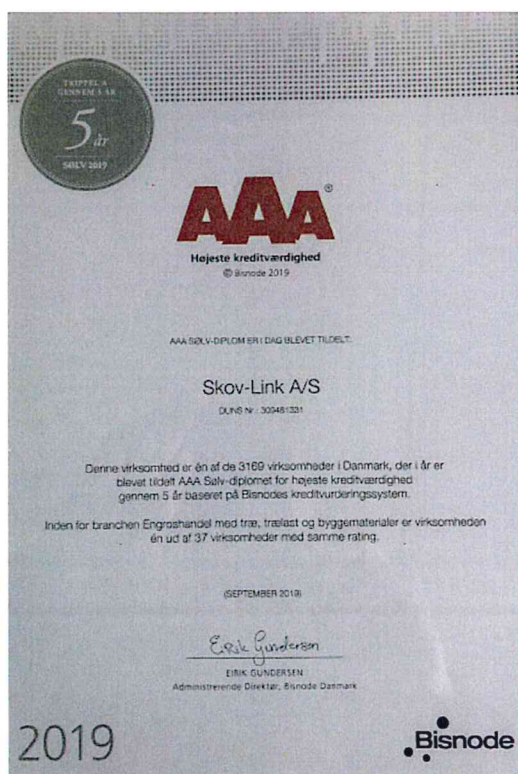 TRIPPEL A
GENNEM 5 ÅR
5 år
SØLV 2019
AAA®
Højeste kreditværdighed
© Bisnode 2019
AAA SØLV-DIPLOM ER I DAG BLEVET TILDELT:
Skov-Link A/S
DUNS Nr.: 309481331
Denne virksomhed er én af de 3169 virksomheder i Danmark, der i år er
blevet tildelt AAA Sølv-diplomet for højeste kreditværdighed
gennem 5 år baseret på Bisnodes kreditvurderingssystem.
Inden for branchen Engroshandel med træ, trælast og byggematerialer er virksomheden
én ud af 37 virksomheder med samme rating.
(SEPTEMBER 2019)
Eirik Gundersen
EIRIK GUNDERSEN
Administrerende Direktør, Bisnode Danmark
2019
Bisnode